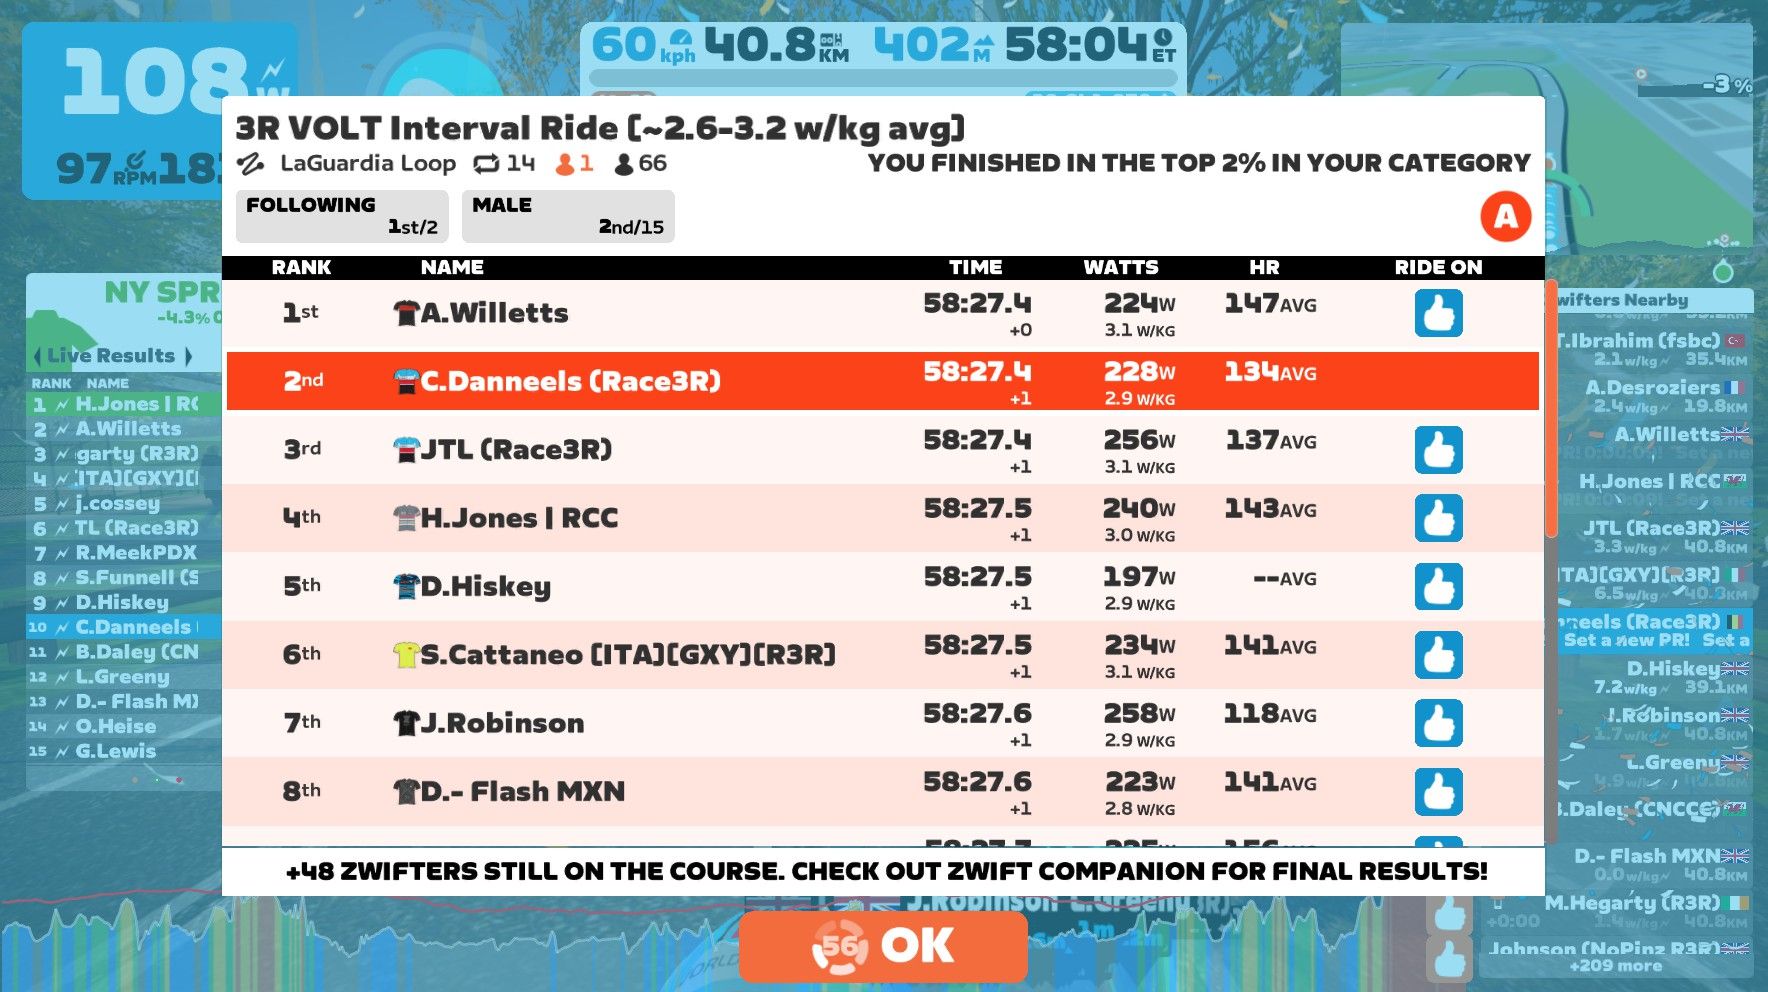 108 w
97 RPM
60 kph 40.8 KM 402 M 58:04 ET
-3 %
3R VOLT Interval Ride [~2.6-3.2 w/kg avg]
LaGuardia Loop 14 1 66
YOU FINISHED IN THE TOP 2% IN YOUR CATEGORY
FOLLOWING
1st/2
MALE
2nd/15
A
RANK NAME TIME WATTS HR RIDE ON
1st A.Willetts 58:27.4 224W 147AVG
+0 3.1 W/KG
2nd C.Danneels (Race3R) 58:27.4 228W 134AVG
+1 2.9 W/KG
3rd JTL (Race3R) 58:27.4 256W 137AVG
+1 3.1 W/KG
4th H.Jones | RCC 58:27.5 240W 143AVG
+1 3.0 W/KG
5th D.Hiskey 58:27.5 197W --AVG
+1 2.9 W/KG
6th S.Cattaneo [ITA][GXY][R3R] 58:27.5 234W 141AVG
+1 3.1 W/KG
7th J.Robinson 58:27.6 258W 118AVG
+1 2.9 W/KG
8th D.- Flash MXN 58:27.6 223W 141AVG
+1 2.8 W/KG
+48 ZWIFTERS STILL ON THE COURSE. CHECK OUT ZWIFT COMPANION FOR FINAL RESULTS!
56 OK
NY SPR
-4.3%
Live Results
RANK NAME
1 H.Jones | RC
2 A.Willetts
3 garty (R3R)
4 ITA][GXY][
5 j.cossey
6 TL (Race3R)
7 R.MeekPDX
8 S.Funnell (S
9 D.Hiskey
10 C.Danneels
11 B.Daley (CN
12 L.Greeny
13 D.- Flash M
14 O.Heise
15 G.Lewis
wifters Nearby
T.Ibrahim (fsbc)
2.1w/kg 35.4KM
A.Desroziers
2.4w/kg 19.8KM
A.Willetts
H.Jones | RCC
JTL (Race3R)
3.3w/kg 40.8KM
ITA][GXY][R3R]
6.5w/kg 40.8KM
neels (Race3R)
Set a new PR! Set a
D.Hiskey
7.2w/kg 39.1KM
J.Robinson
1.7w/kg 40.8KM
L.Greeny
4.9w/kg
B.Daley (CNCC)
D.- Flash MXN
0.0w/kg 40.8KM
M.Hegarty (R3R)
+0:00 1.4w/kg 40.8KM
Johnson (NoPinz R3R)
+209 more
J.Robinson L.Greeny